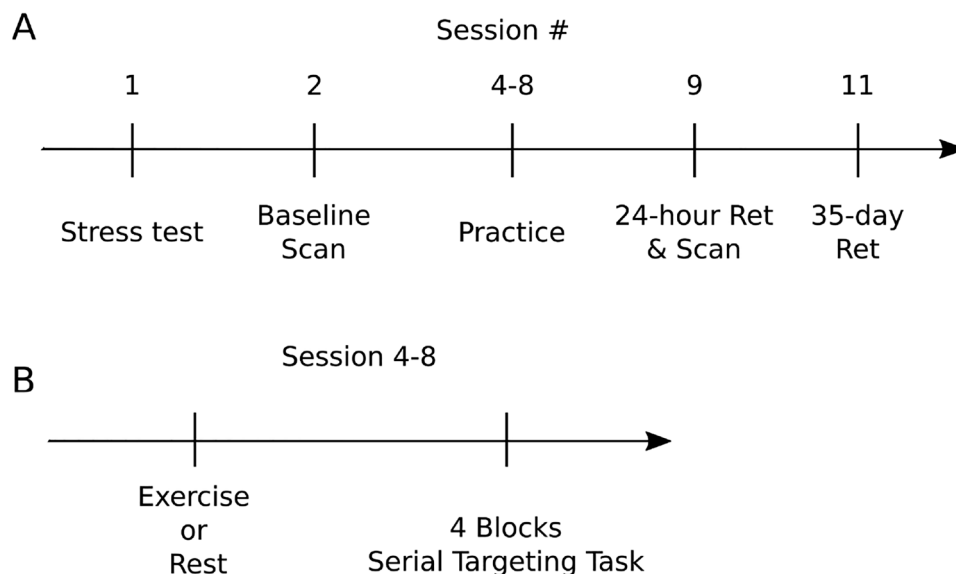 A
Session #
1 2 4-8 9 11
Stress test
Baseline
Scan
Practice
24-hour Ret
& Scan
35-day
Ret
B
Session 4-8
Exercise
or
Rest
4 Blocks
Serial Targeting Task